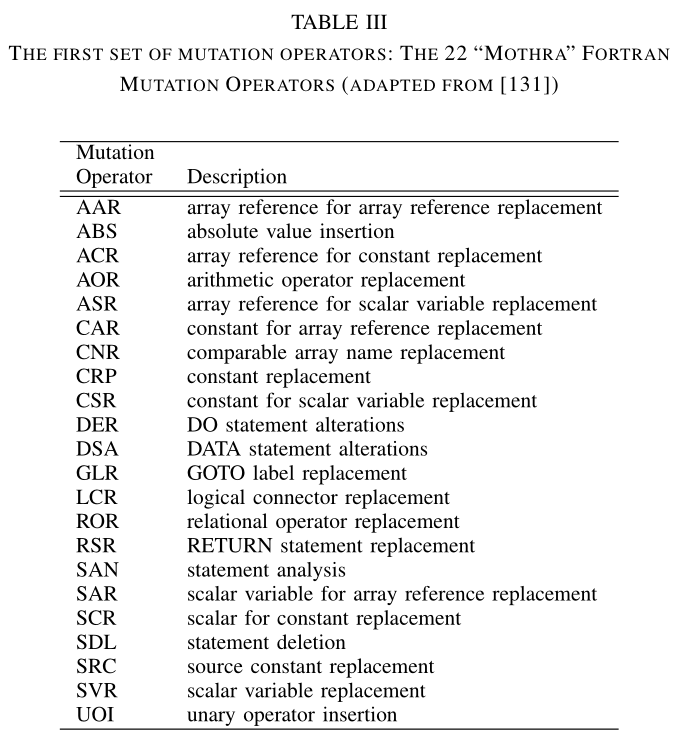 TABLE III
THE FIRST SET OF MUTATION OPERATORS: THE 22 “MOTHRA” FORTRAN
MUTATION OPERATORS (ADAPTED FROM [131])
Mutation
Operator Description
AAR array reference for array reference replacement
ABS absolute value insertion
ACR array reference for constant replacement
AOR arithmetic operator replacement
ASR array reference for scalar variable replacement
CAR constant for array reference replacement
CNR comparable array name replacement
CRP constant replacement
CSR constant for scalar variable replacement
DER DO statement alterations
DSA DATA statement alterations
GLR GOTO label replacement
LCR logical connector replacement
ROR relational operator replacement
RSR RETURN statement replacement
SAN statement analysis
SAR scalar variable for array reference replacement
SCR scalar for constant replacement
SDL statement deletion
SRC source constant replacement
SVR scalar variable replacement
UOI unary operator insertion